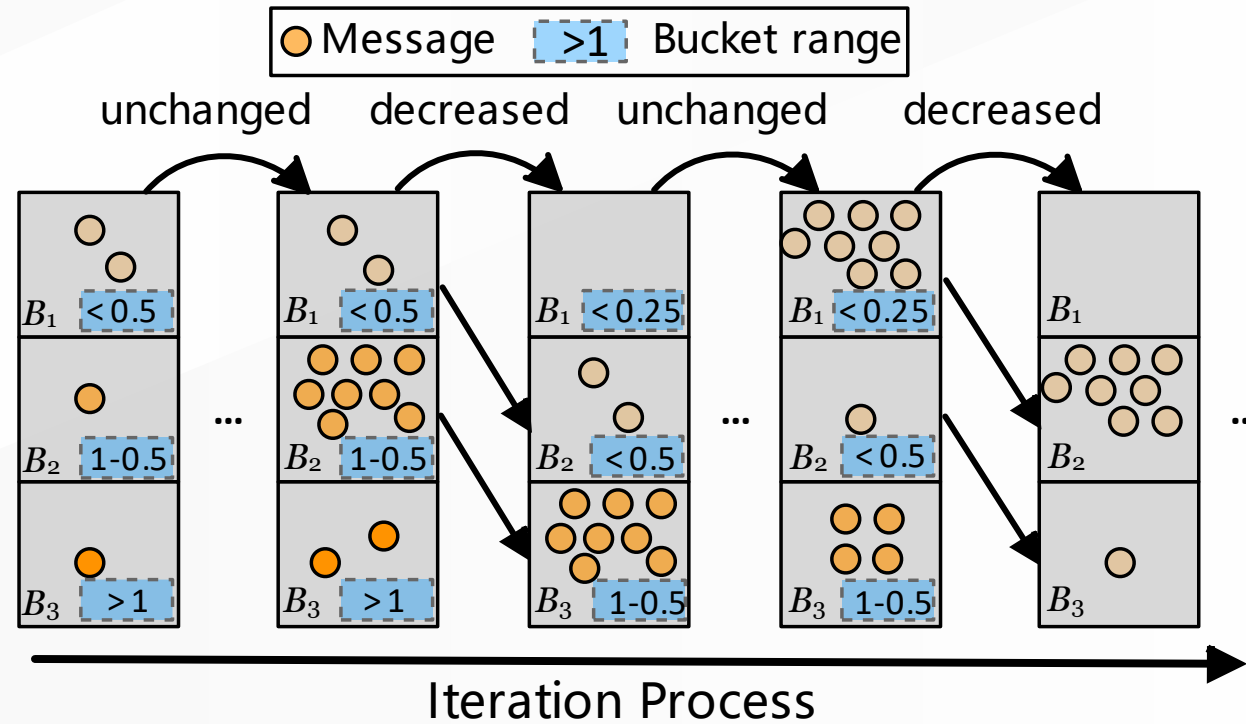 Message >1 Bucket range
unchanged decreased unchanged decreased
B₁ <0.5 B₁ <0.5 B₁ <0.25 B₁ <0.25 B₁
B₂ 1-0.5 ... B₂ 1-0.5 B₂ <0.5 ... B₂ <0.5 B₂ ..
B₃ >1 B₃ >1 B₃ 1-0.5 B₃ 1-0.5 B₃
Iteration Process